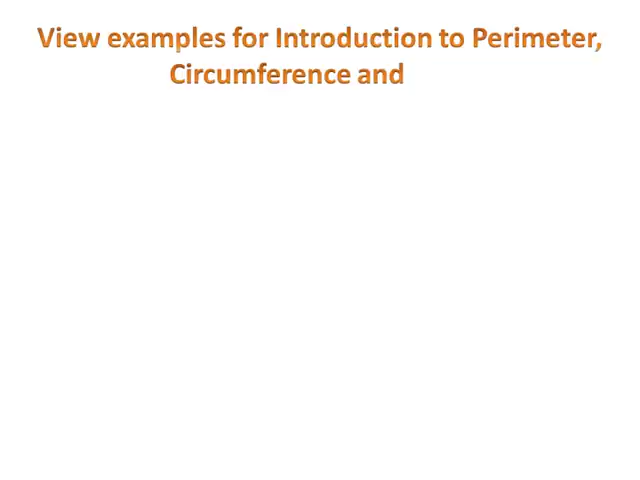 View examples for Introduction to Perimeter,
Circumference and